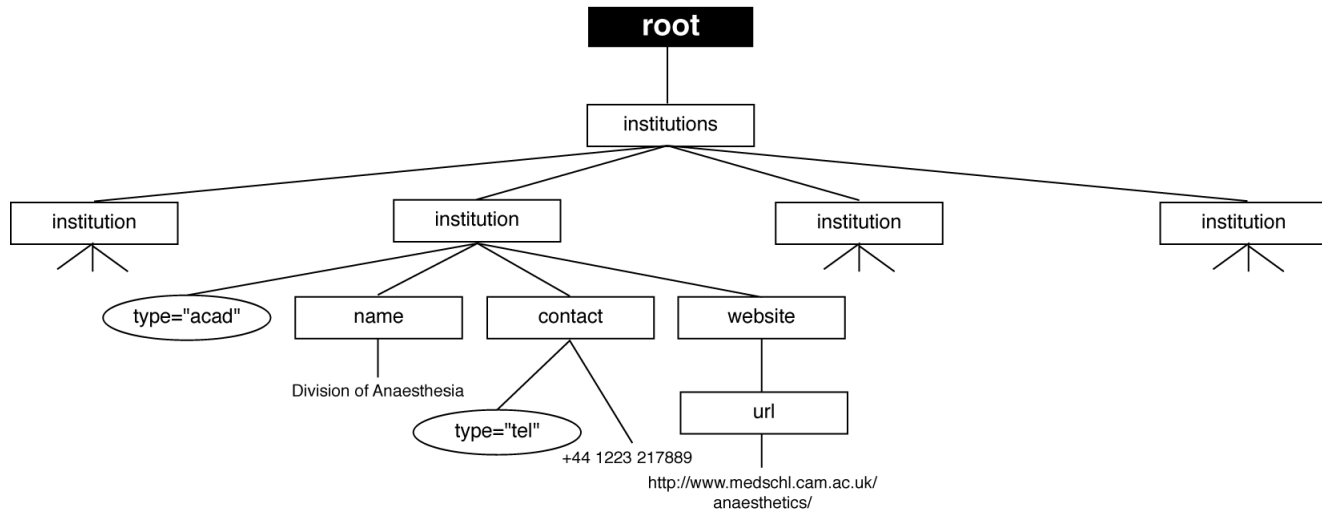 root
institutions
institution
institution
institution
institution
type="acad"
name
contact
website
Division of Anaesthesia
url
type="tel"
+44 1223 217889
http://www.medschl.cam.ac.uk/
anaesthetics/